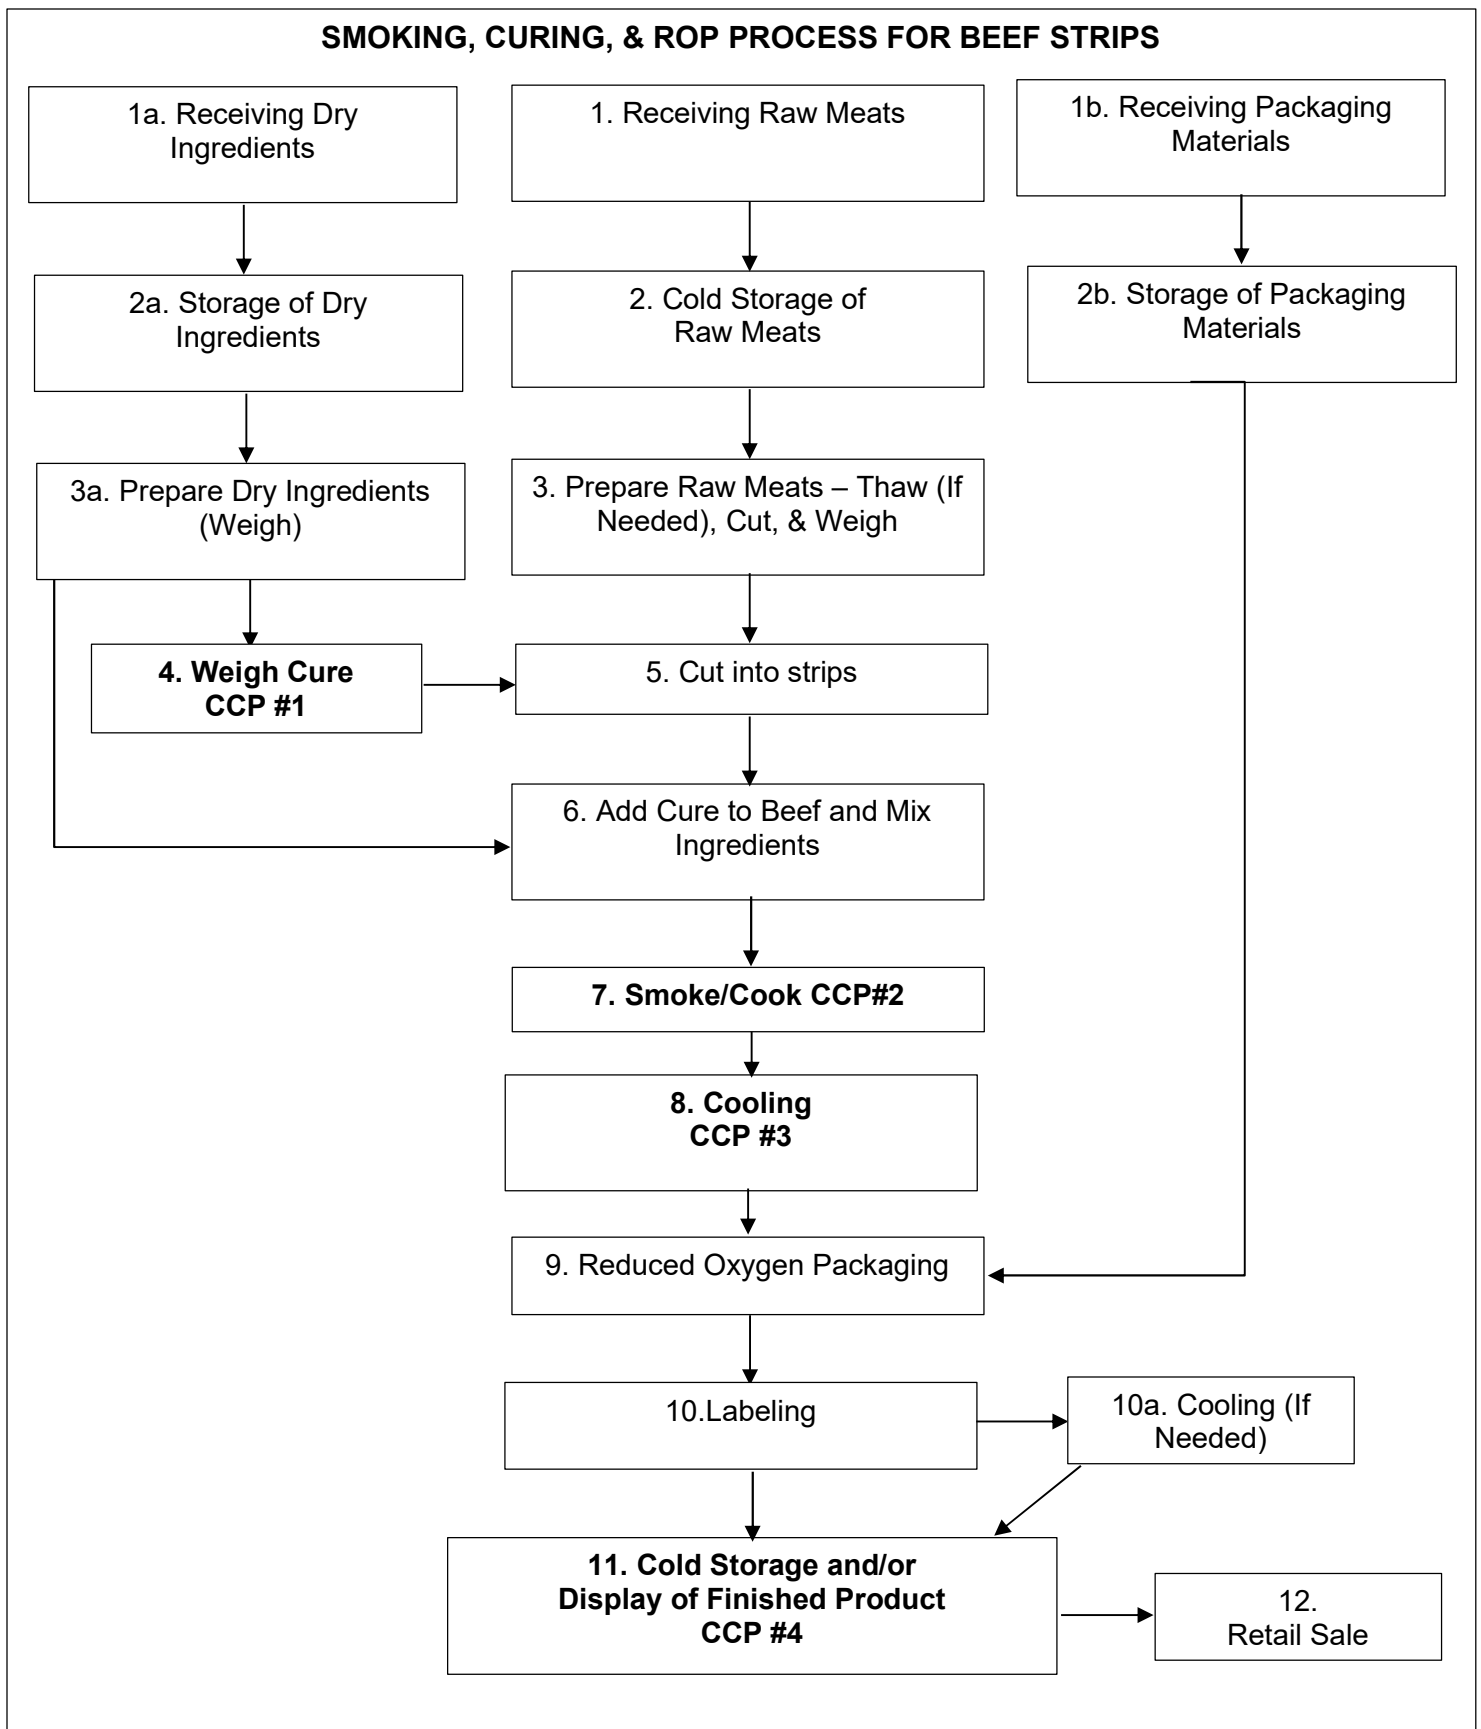 SMOKING, CURING, & ROP PROCESS FOR BEEF STRIPS
1a. Receiving Dry
Ingredients
1. Receiving Raw Meats
1b. Receiving Packaging
Materials
2a. Storage of Dry
Ingredients
2. Cold Storage of
Raw Meats
2b. Storage of Packaging
Materials
3a. Prepare Dry Ingredients
(Weigh)
3. Prepare Raw Meats – Thaw (If
Needed), Cut, & Weigh
4. Weigh Cure
CCP #1
5. Cut into strips
6. Add Cure to Beef and Mix
Ingredients
7. Smoke/Cook CCP#2
8. Cooling
CCP #3
9. Reduced Oxygen Packaging
10.Labeling
10a. Cooling (If
Needed)
11. Cold Storage and/or
Display of Finished Product
CCP #4
12.
Retail Sale